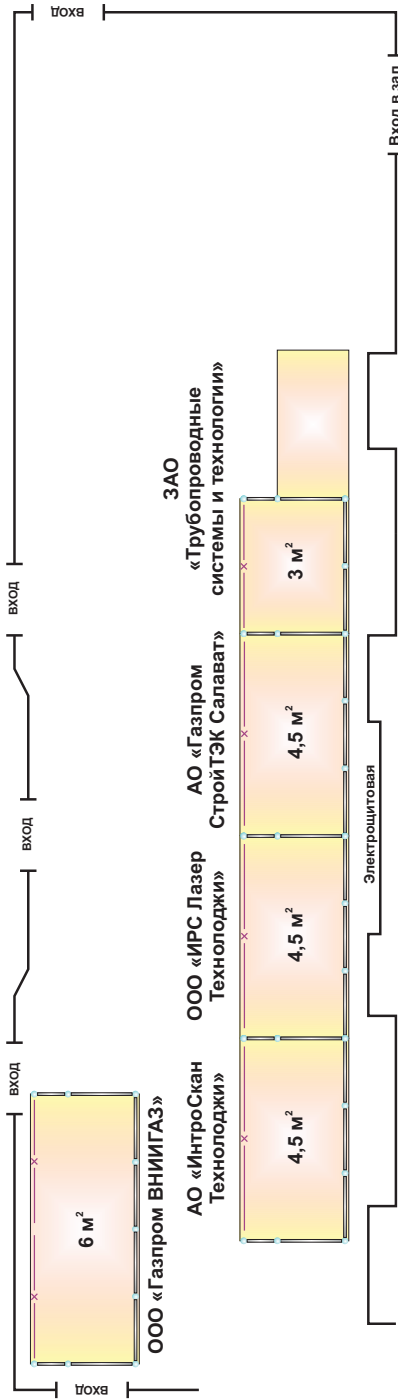 вход
вход
вход
вход
вход
Вход в зал
ООО «Газпром ВНИИГАЗ»
6 м²
АО «ИнтроСкан
Технолоджи»
4,5 м²
ООО «ИРС Лазер
Технолоджи»
4,5 м²
АО «Газпром
СтройТЭК Салават»
4,5 м²
ЗАО
«Трубопроводные
системы и технологии»
3 м²
Электрощитовая